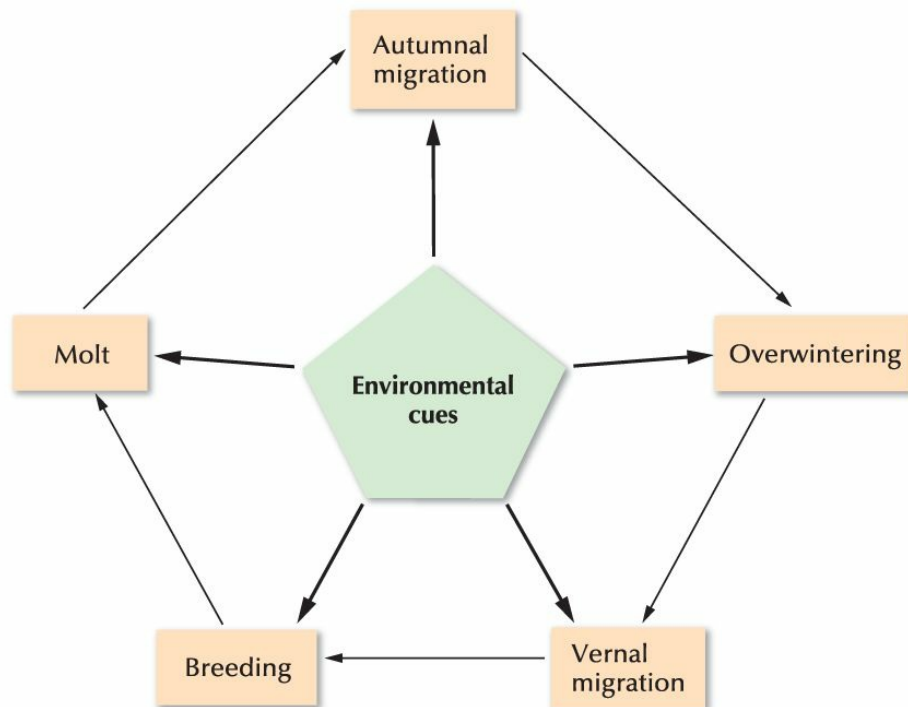 Autumnal
migration
Molt
Environmental
cues
Overwintering
Breeding
Vernal
migration